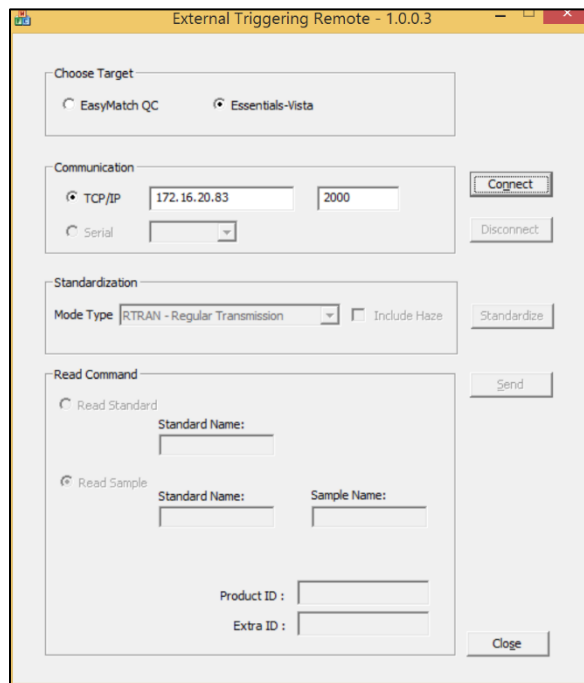 External Triggering Remote - 1.0.0.3
Choose Target
EasyMatch QC Essentials-Vista
Communication
TCP/IP 172.16.20.83 2000
Connect
Serial
Disconnect
Standardization
Mode Type RTRAN - Regular Transmission Include Haze Standardize
Read Command
Send
Read Standard
Standard Name:
Read Sample
Standard Name: Sample Name:
Product ID :
Extra ID :
Close